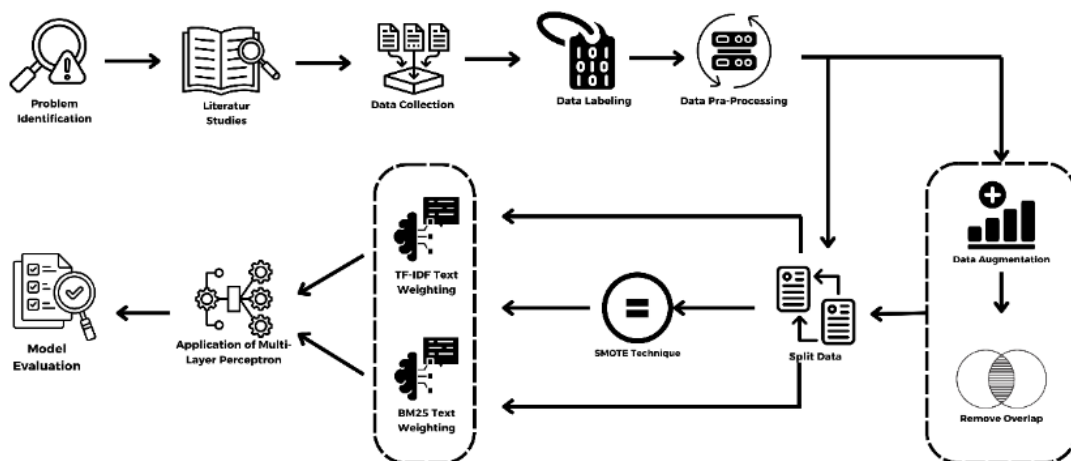 Problem
Identification
Literatur
Studies
Data Collection
Data Labeling
Data Pra-Processing
Data Augmentation
Remove Overlap
Split Data
SMOTE Technique
TF-IDF Text
Weighting
BM25 Text
Weighting
Application of Multi-
Layer Perceptron
Model
Evaluation